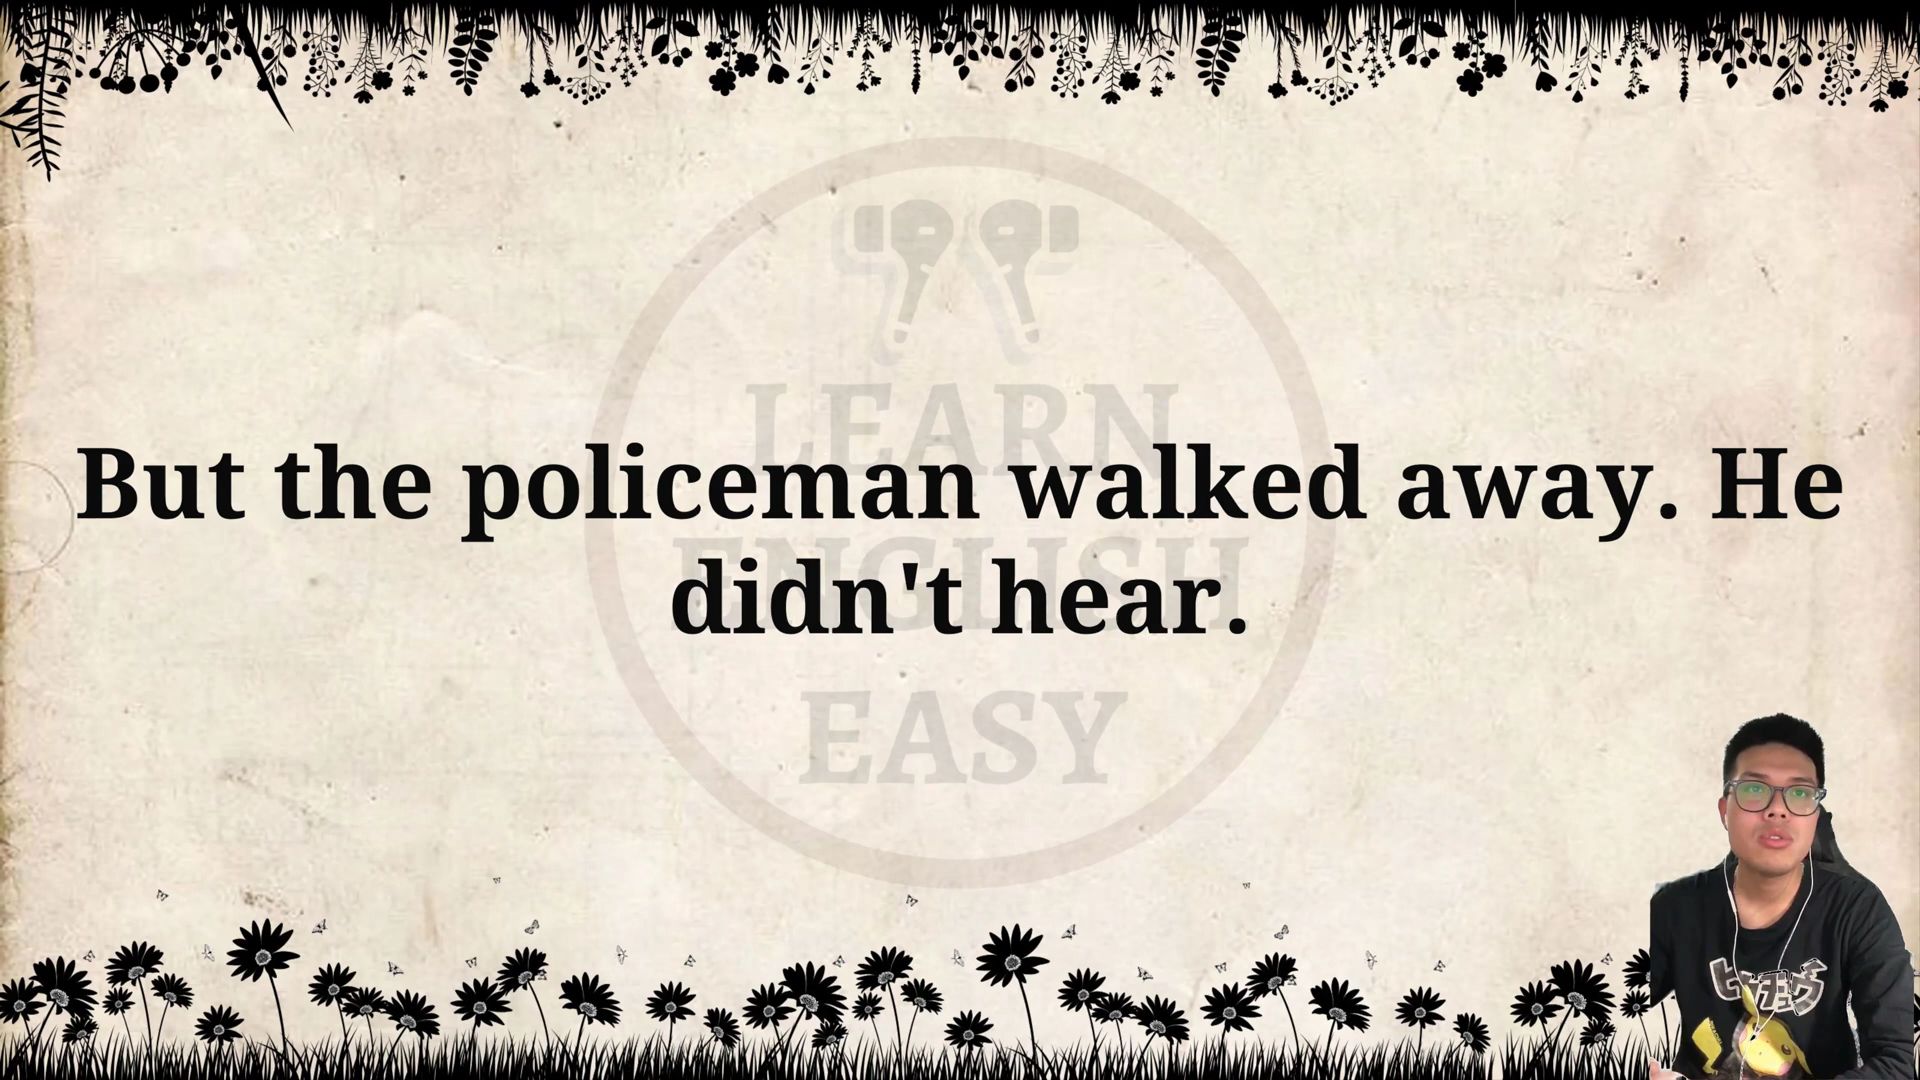 But the policeman walked away. He
didn't hear.
LEARN
ENGLISH
EASY